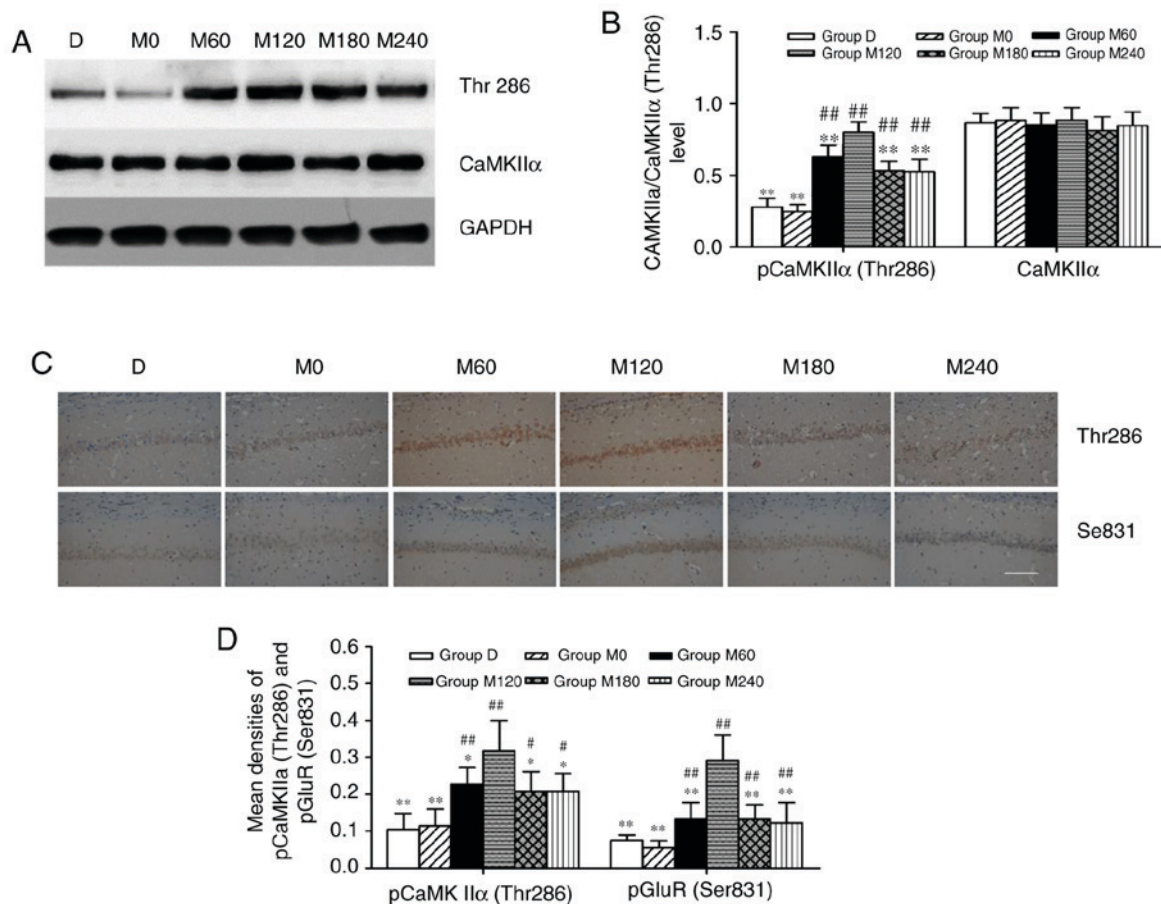 A
D M0 M60 M120 M180 M240
Thr 286
CaMKIIα
GAPDH
B
CAMKIIa/CaMKIIα (Thr286)
level
1.5
1.0
0.5
0.0
Group D Group M0 Group M60
Group M120 Group M180 Group M240
** ** ## ** ## ## ** ## **
pCaMKIIα (Thr286) CaMKIIα
C
D M0 M60 M120 M180 M240
Thr286
Se831
D
Mean densities of
pCaMKIIa (Thr286) and
pGluR (Ser831)
0.6
0.5
0.4
0.3
0.2
0.1
0.0
Group D Group M0 Group M60
Group M120 Group M180 Group M240
** ** ## * ## # * # *
** ** ## ** ## ## ** ## **
pCaMK IIα (Thr286) pGluR (Ser831)